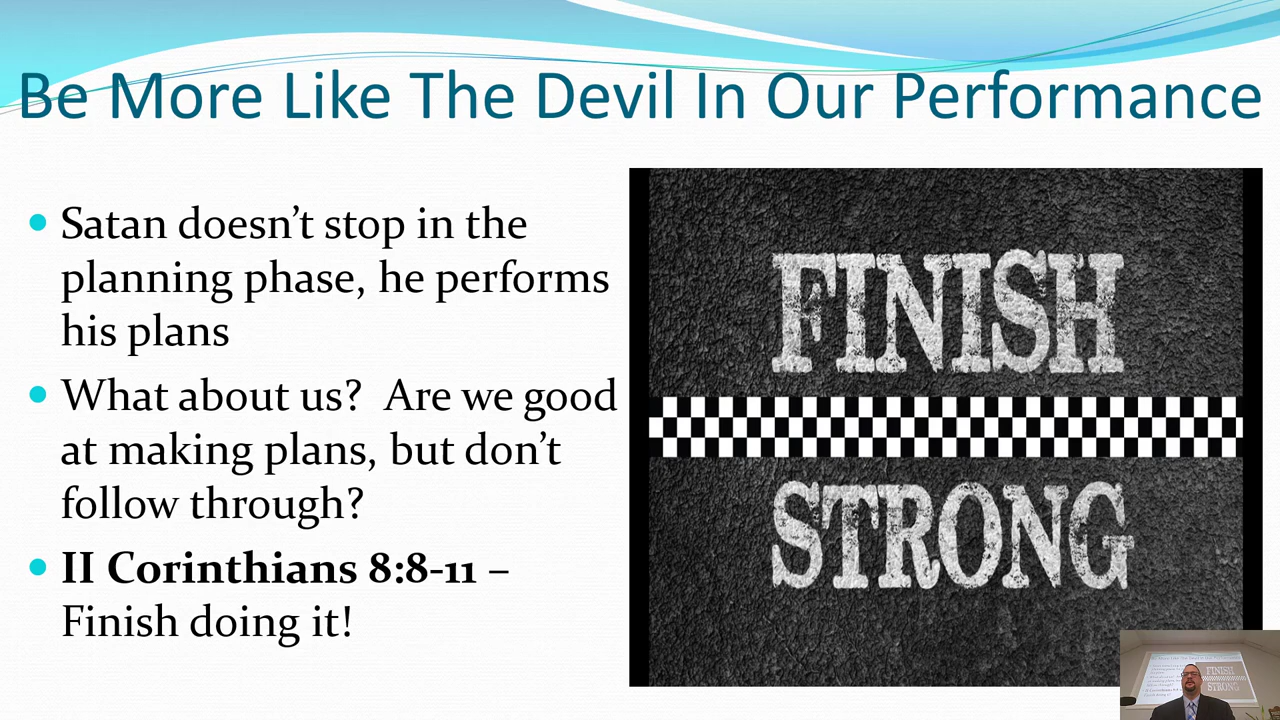 Be More Like The Devil In Our Performance
• Satan doesn’t stop in the
planning phase, he performs
his plans
• What about us?  Are we good
at making plans, but don’t
follow through?
• II Corinthians 8:8-11 –
Finish doing it!
FINISH
STRONG
FINISH
STRONG